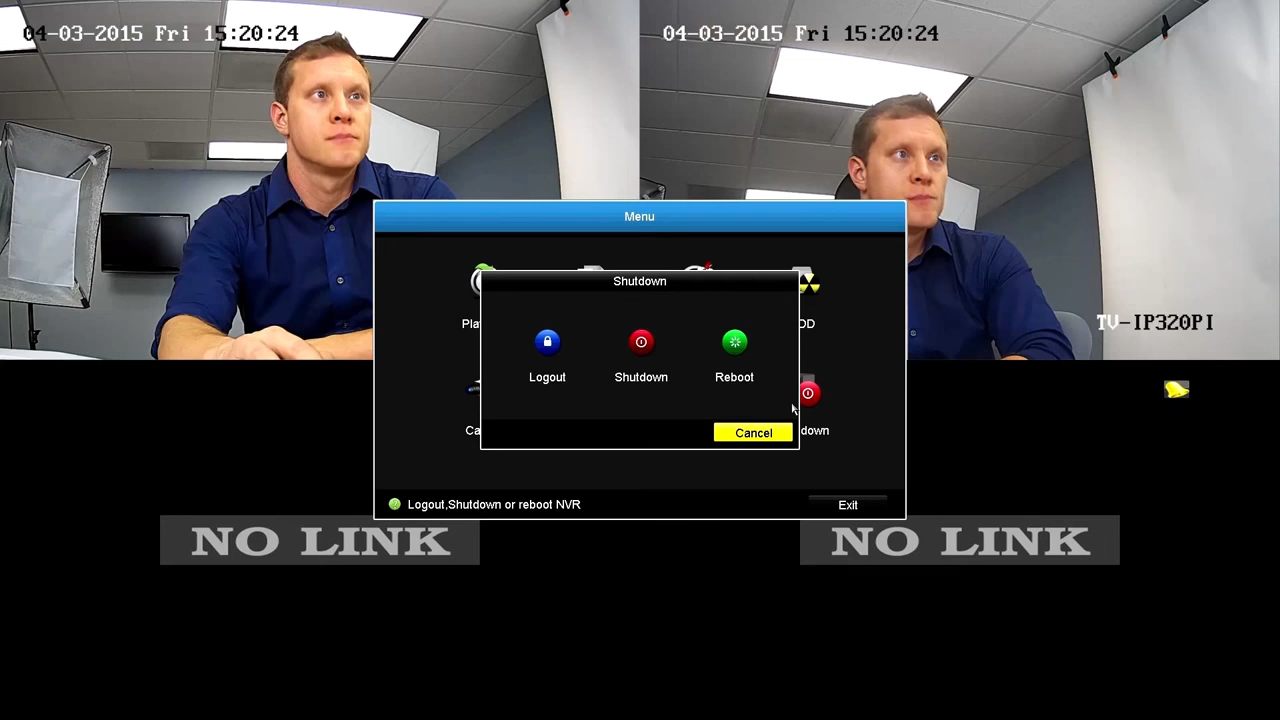 04-03-2015 Fri 15:20:24
04-03-2015 Fri 15:20:24
Menu
Shutdown
TV-IP320PI
Logout Shutdown Reboot
Cancel
down
Logout,Shutdown or reboot NVR
Exit
NO LINK
NO LINK